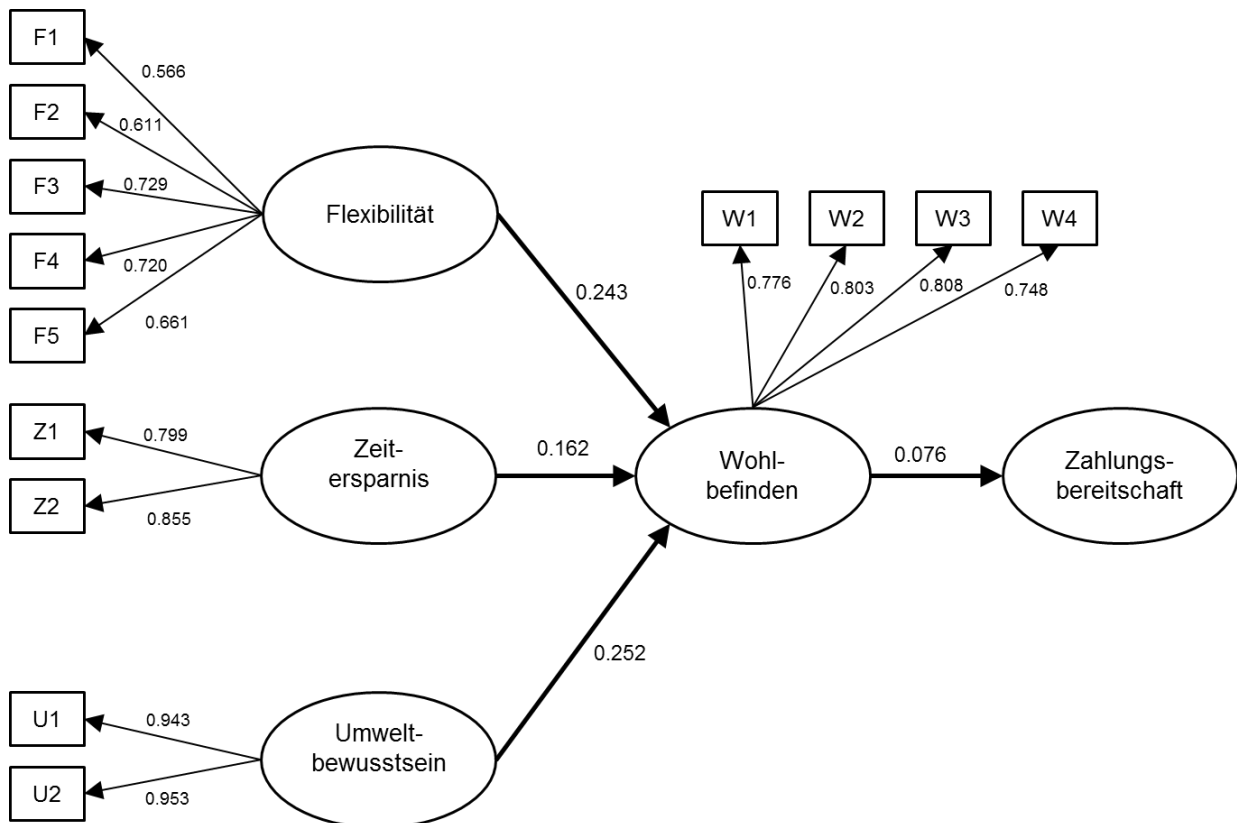 F1
0.566
F2
0.611
F3
0.729
F4
0.720
F5
0.661
Flexibilität
0.243
W1
W2
W3
W4
0.776
0.803
0.808
0.748
Z1
0.799
Z2
0.855
Zeit-
ersparnis
0.162
Wohl-
befinden
0.076
Zahlungs-
bereitschaft
0.252
U1
0.943
U2
0.953
Umwelt-
bewusstsein